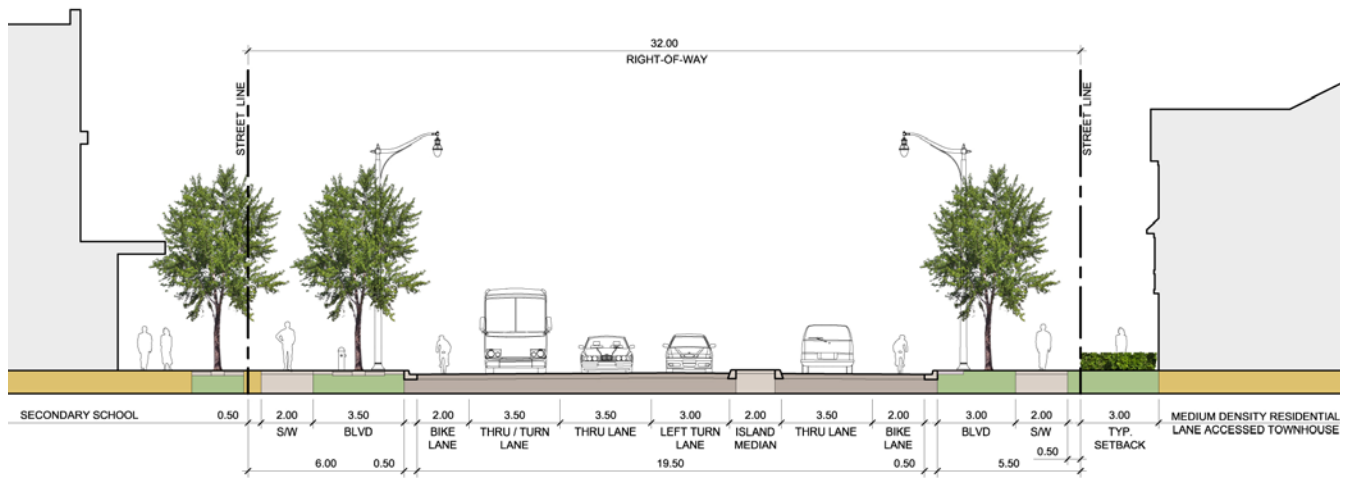 32.00
RIGHT-OF-WAY
STREET LINE
STREET LINE
SECONDARY SCHOOL
0.50
2.00
S/W
3.50
BLVD
2.00
BIKE
LANE
3.50
THRU / TURN
LANE
3.50
THRU LANE
3.00
LEFT TURN
LANE
2.00
ISLAND
MEDIAN
3.50
THRU LANE
2.00
BIKE
LANE
3.00
BLVD
2.00
S/W
0.50
3.00
TYP.
SETBACK
MEDIUM DENSITY RESIDENTIAL
LANE ACCESSED TOWNHOUSE
6.00
0.50
19.50
0.50
5.50